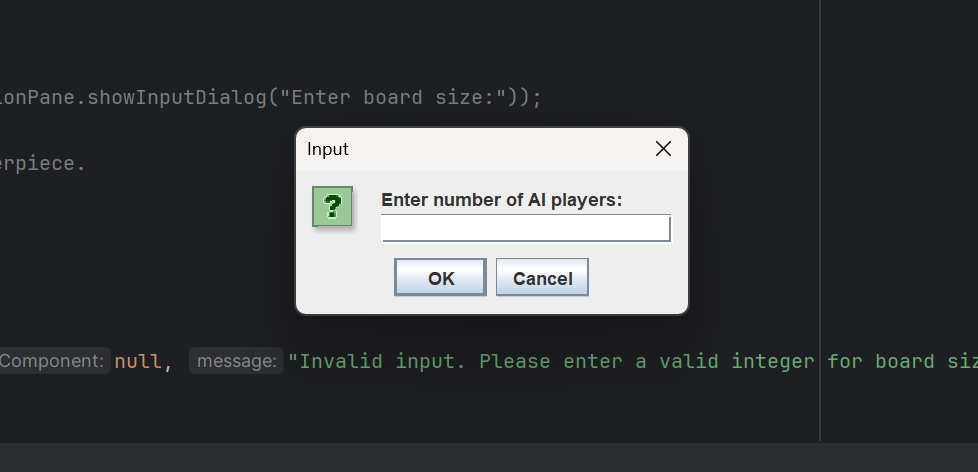 ionPane.showInputDialog("Enter board size:"));
Input
erpiece.
?
Enter number of AI players:
OK Cancel
Component: null, message: "Invalid input. Please enter a valid integer for board siz